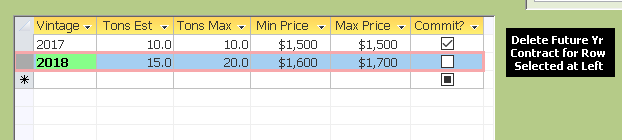 Vintage Tons Est Tons Max Min Price Max Price Commit?
2017 10.0 10.0 $1,500 $1,500
2018 15.0 20.0 $1,600 $1,700
Delete Future Yr
Contract for Row
Selected at Left